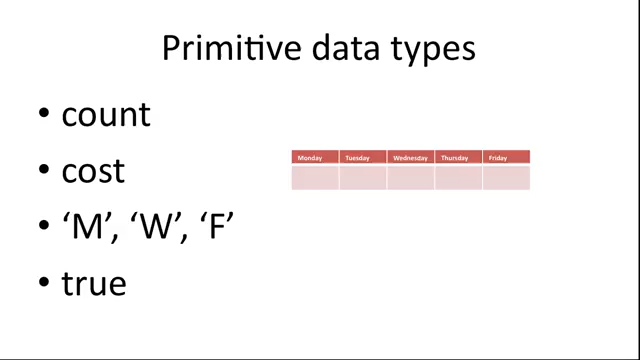 Primitive data types
• count
• cost
• ‘M’, ‘W’, ‘F’
• true
Monday Tuesday Wednesday Thursday Friday